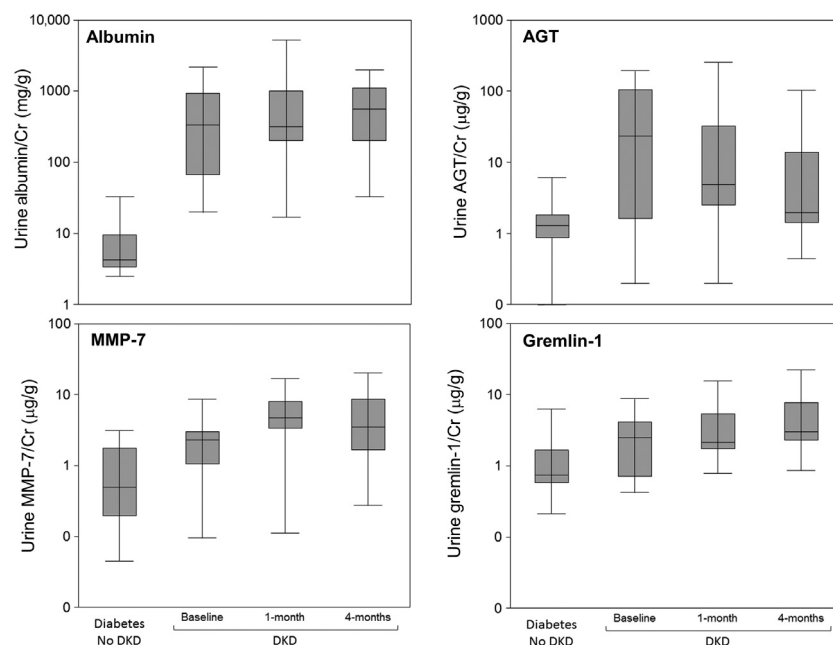 Albumin
Urine albumin/Cr (mg/g)
10,000
1000
100
10
1
AGT
Urine AGT/Cr (µg/g)
1000
100
10
1
0
MMP-7
Urine MMP-7/Cr (µg/g)
100
10
1
0
0
Diabetes
No DKD
Baseline 1-month 4-months
DKD
Gremlin-1
Urine gremlin-1/Cr (µg/g)
100
10
1
0
0
Diabetes
No DKD
Baseline 1-month 4-months
DKD